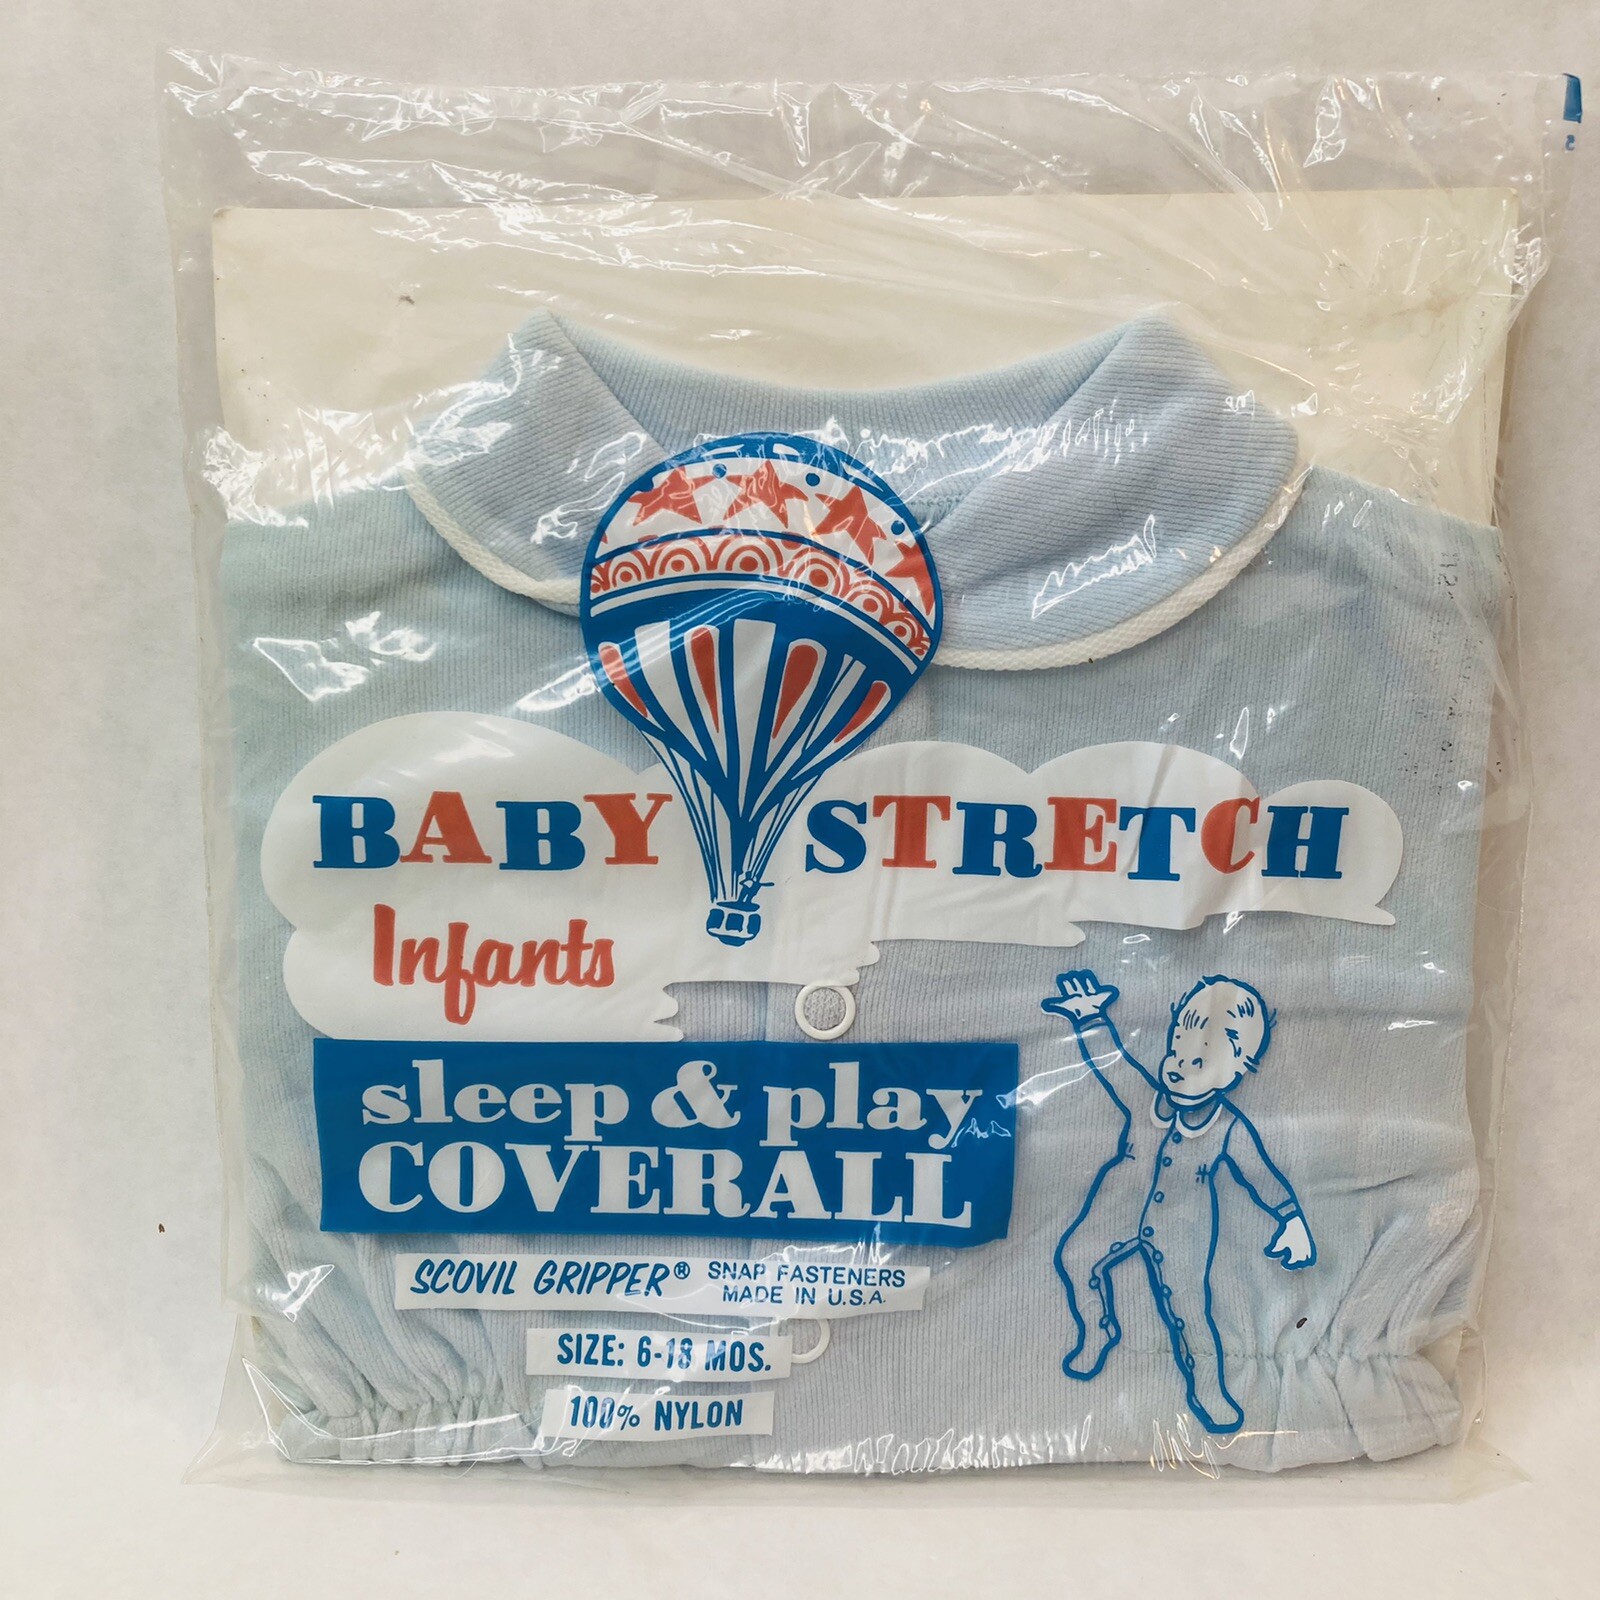 BABY STRETCH
Infants
sleep & play
COVERALL
SCOVIL GRIPPER® SNAP FASTENERS
MADE IN U.S.A.
SIZE: 6-18 MOS.
100% NYLON